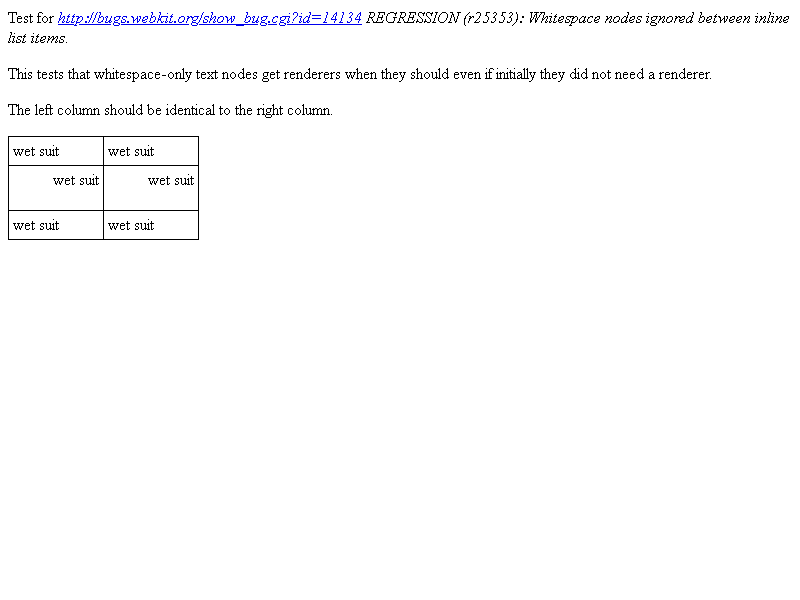 Test for http://bugs.webkit.org/show_bug.cgi?id=14134 REGRESSION (r25353): Whitespace nodes ignored between inline
list items.
This tests that whitespace-only text nodes get renderers when they should even if initially they did not need a renderer.
The left column should be identical to the right column.
wet suit wet suit
wet suit wet suit
wet suit wet suit